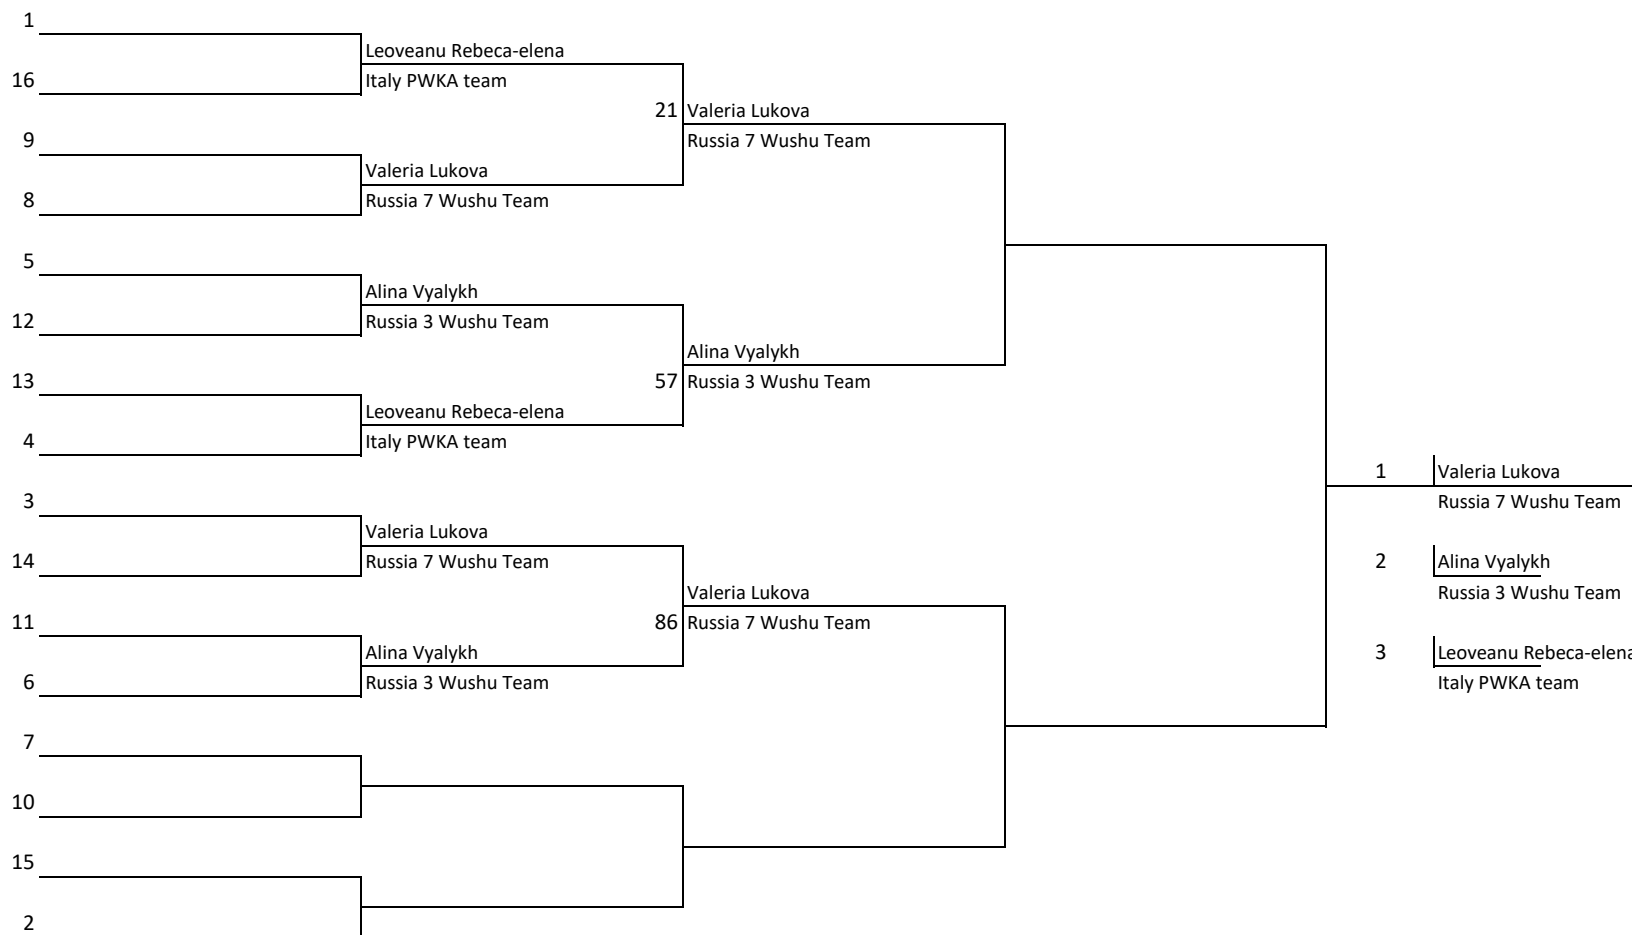 1
Leoveanu Rebeca-elena
16
Italy PWKA team
21
Valeria Lukova
9
Russia 7 Wushu Team
Valeria Lukova
8
Russia 7 Wushu Team
5
Alina Vyalykh
12
Russia 3 Wushu Team
Alina Vyalykh
13
57
Russia 3 Wushu Team
Leoveanu Rebeca-elena
4
Italy PWKA team
1
Valeria Lukova
3
Russia 7 Wushu Team
Valeria Lukova
14
Russia 7 Wushu Team
2
Alina Vyalykh
Valeria Lukova
Russia 3 Wushu Team
11
86
Russia 7 Wushu Team
Alina Vyalykh
3
Leoveanu Rebeca-elena
6
Russia 3 Wushu Team
Italy PWKA team
7
10
15
2